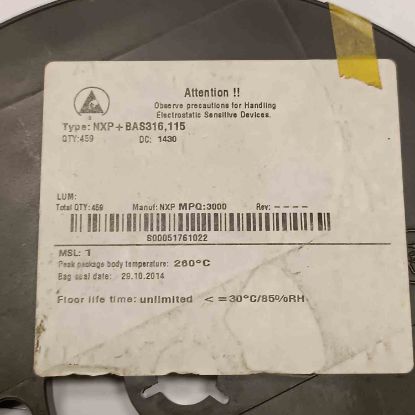 Attention !!
Observe precautions for Handling
Electrostatic Sensitive Devices.
Type: NXP+BAS316,115
QTY:459 DC: 1430
LUM:
Total QTY: 459 Manuf: NXP MPQ:3000 Rev: ----
S00051761022
MSL: 1
Peak package body temperature: 260°C
Bag seal date: 29.10.2014
Floor life time: unlimited <=30°C/85%RH